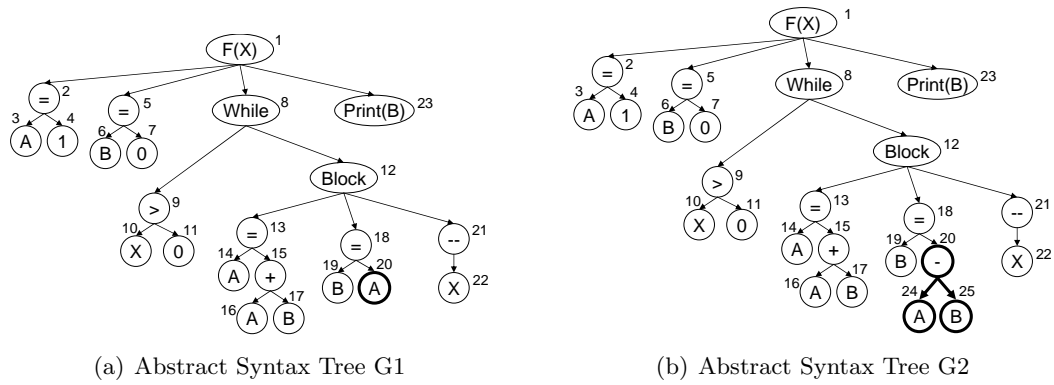 F(X) 1
= 2
= 5
While 8
Print(B) 23
3 A 4 1
6 B 7 0
> 9
Block 12
10 X 11 0
= 13
= 18
-- 21
14 A 15 +
19 B 20 A
X 22
16 A 17 B
(a) Abstract Syntax Tree G1
F(X) 1
= 2
= 5
While 8
Print(B) 23
3 A 4 1
6 B 7 0
> 9
Block 12
10 X 11 0
= 13
= 18
-- 21
14 A 15 +
19 B 20 -
X 22
16 A 17 B
24 A 25 B
(b) Abstract Syntax Tree G2